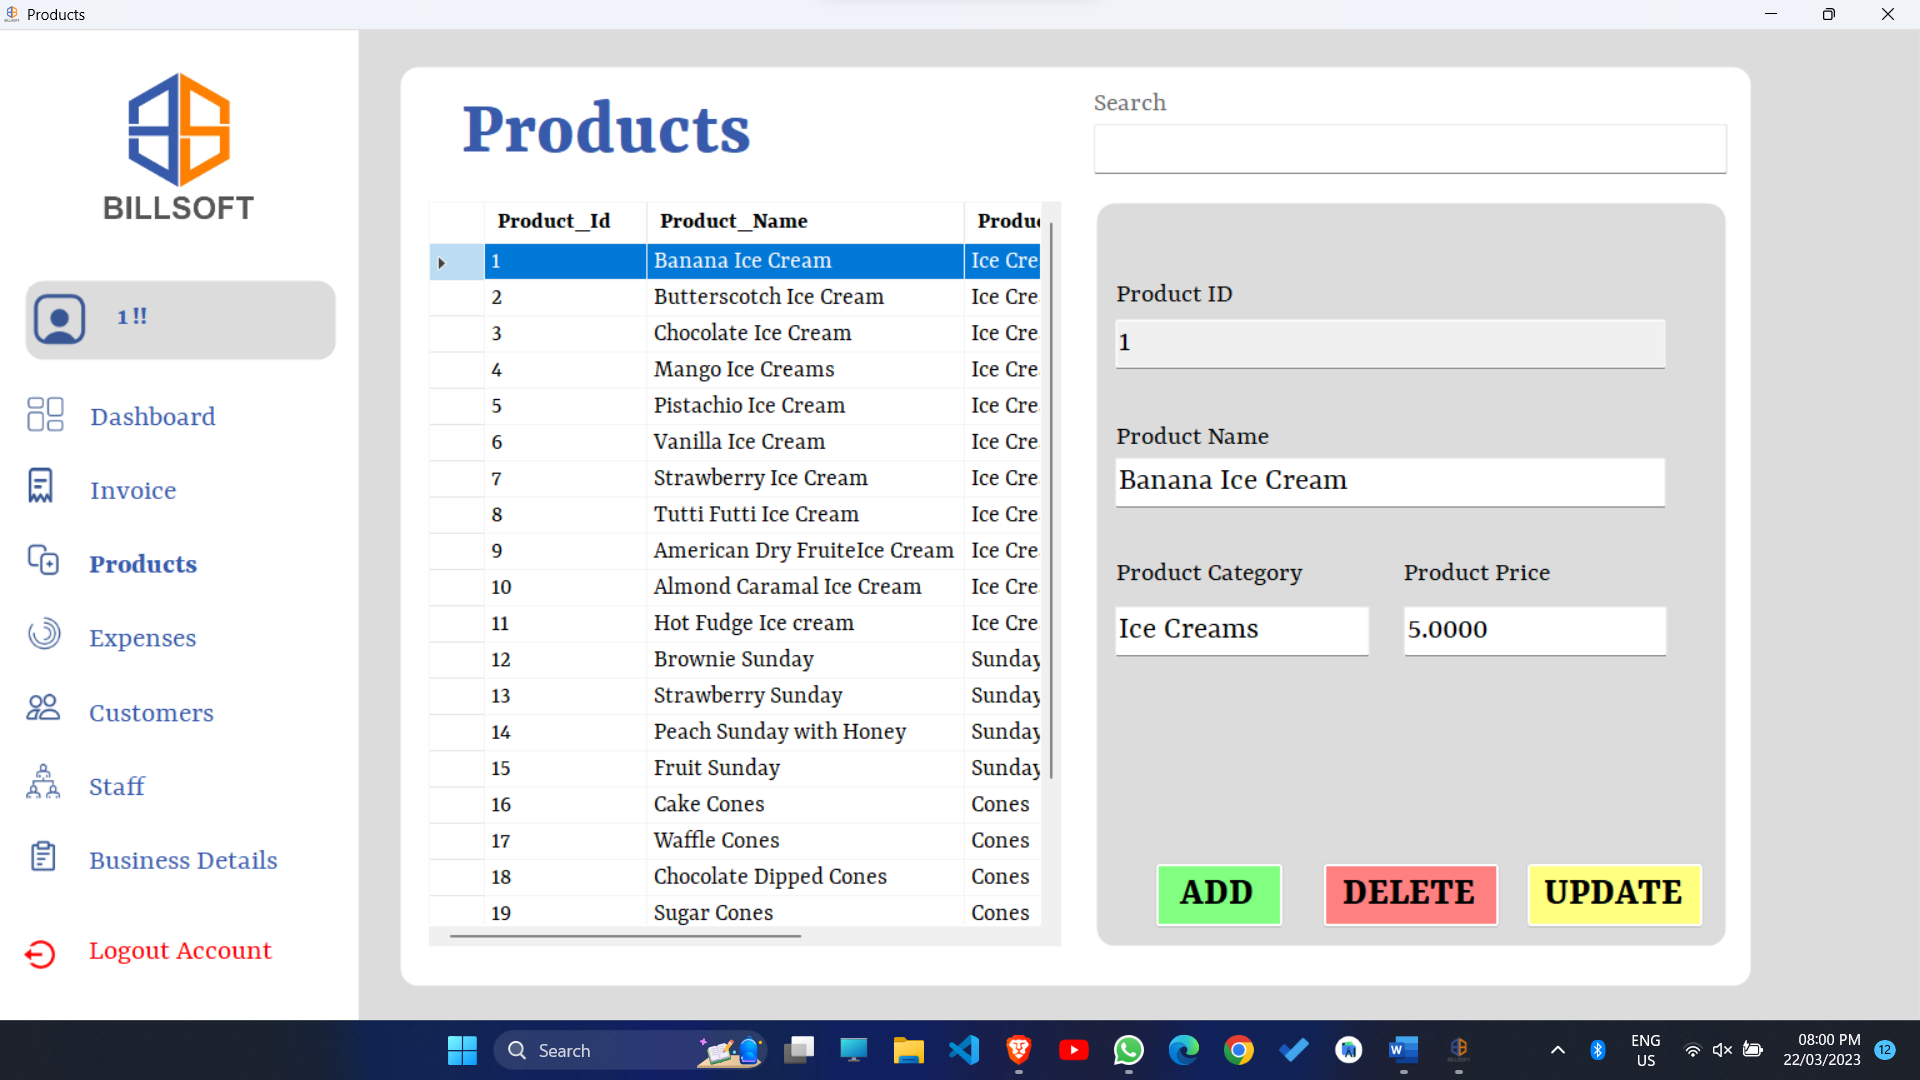 Products
BILLSOFT
1 !!
Dashboard
Invoice
Products
Expenses
Customers
Staff
Business Details
Logout Account
Products
Search
Product_Id Product_Name Produc
1 Banana Ice Cream Ice Cre
2 Butterscotch Ice Cream Ice Cre
3 Chocolate Ice Cream Ice Cre
4 Mango Ice Creams Ice Cre
5 Pistachio Ice Cream Ice Cre
6 Vanilla Ice Cream Ice Cre
7 Strawberry Ice Cream Ice Cre
8 Tutti Futti Ice Cream Ice Cre
9 American Dry FruiteIce Cream Ice Cre
10 Almond Caramal Ice Cream Ice Cre
11 Hot Fudge Ice cream Ice Cre
12 Brownie Sunday Sunday
13 Strawberry Sunday Sunday
14 Peach Sunday with Honey Sunday
15 Fruit Sunday Sunday
16 Cake Cones Cones
17 Waffle Cones Cones
18 Chocolate Dipped Cones Cones
19 Sugar Cones Cones
Product ID
1
Product Name
Banana Ice Cream
Product Category Product Price
Ice Creams 5.0000
ADD DELETE UPDATE
Search
ENG
US
08:00 PM
22/03/2023
12